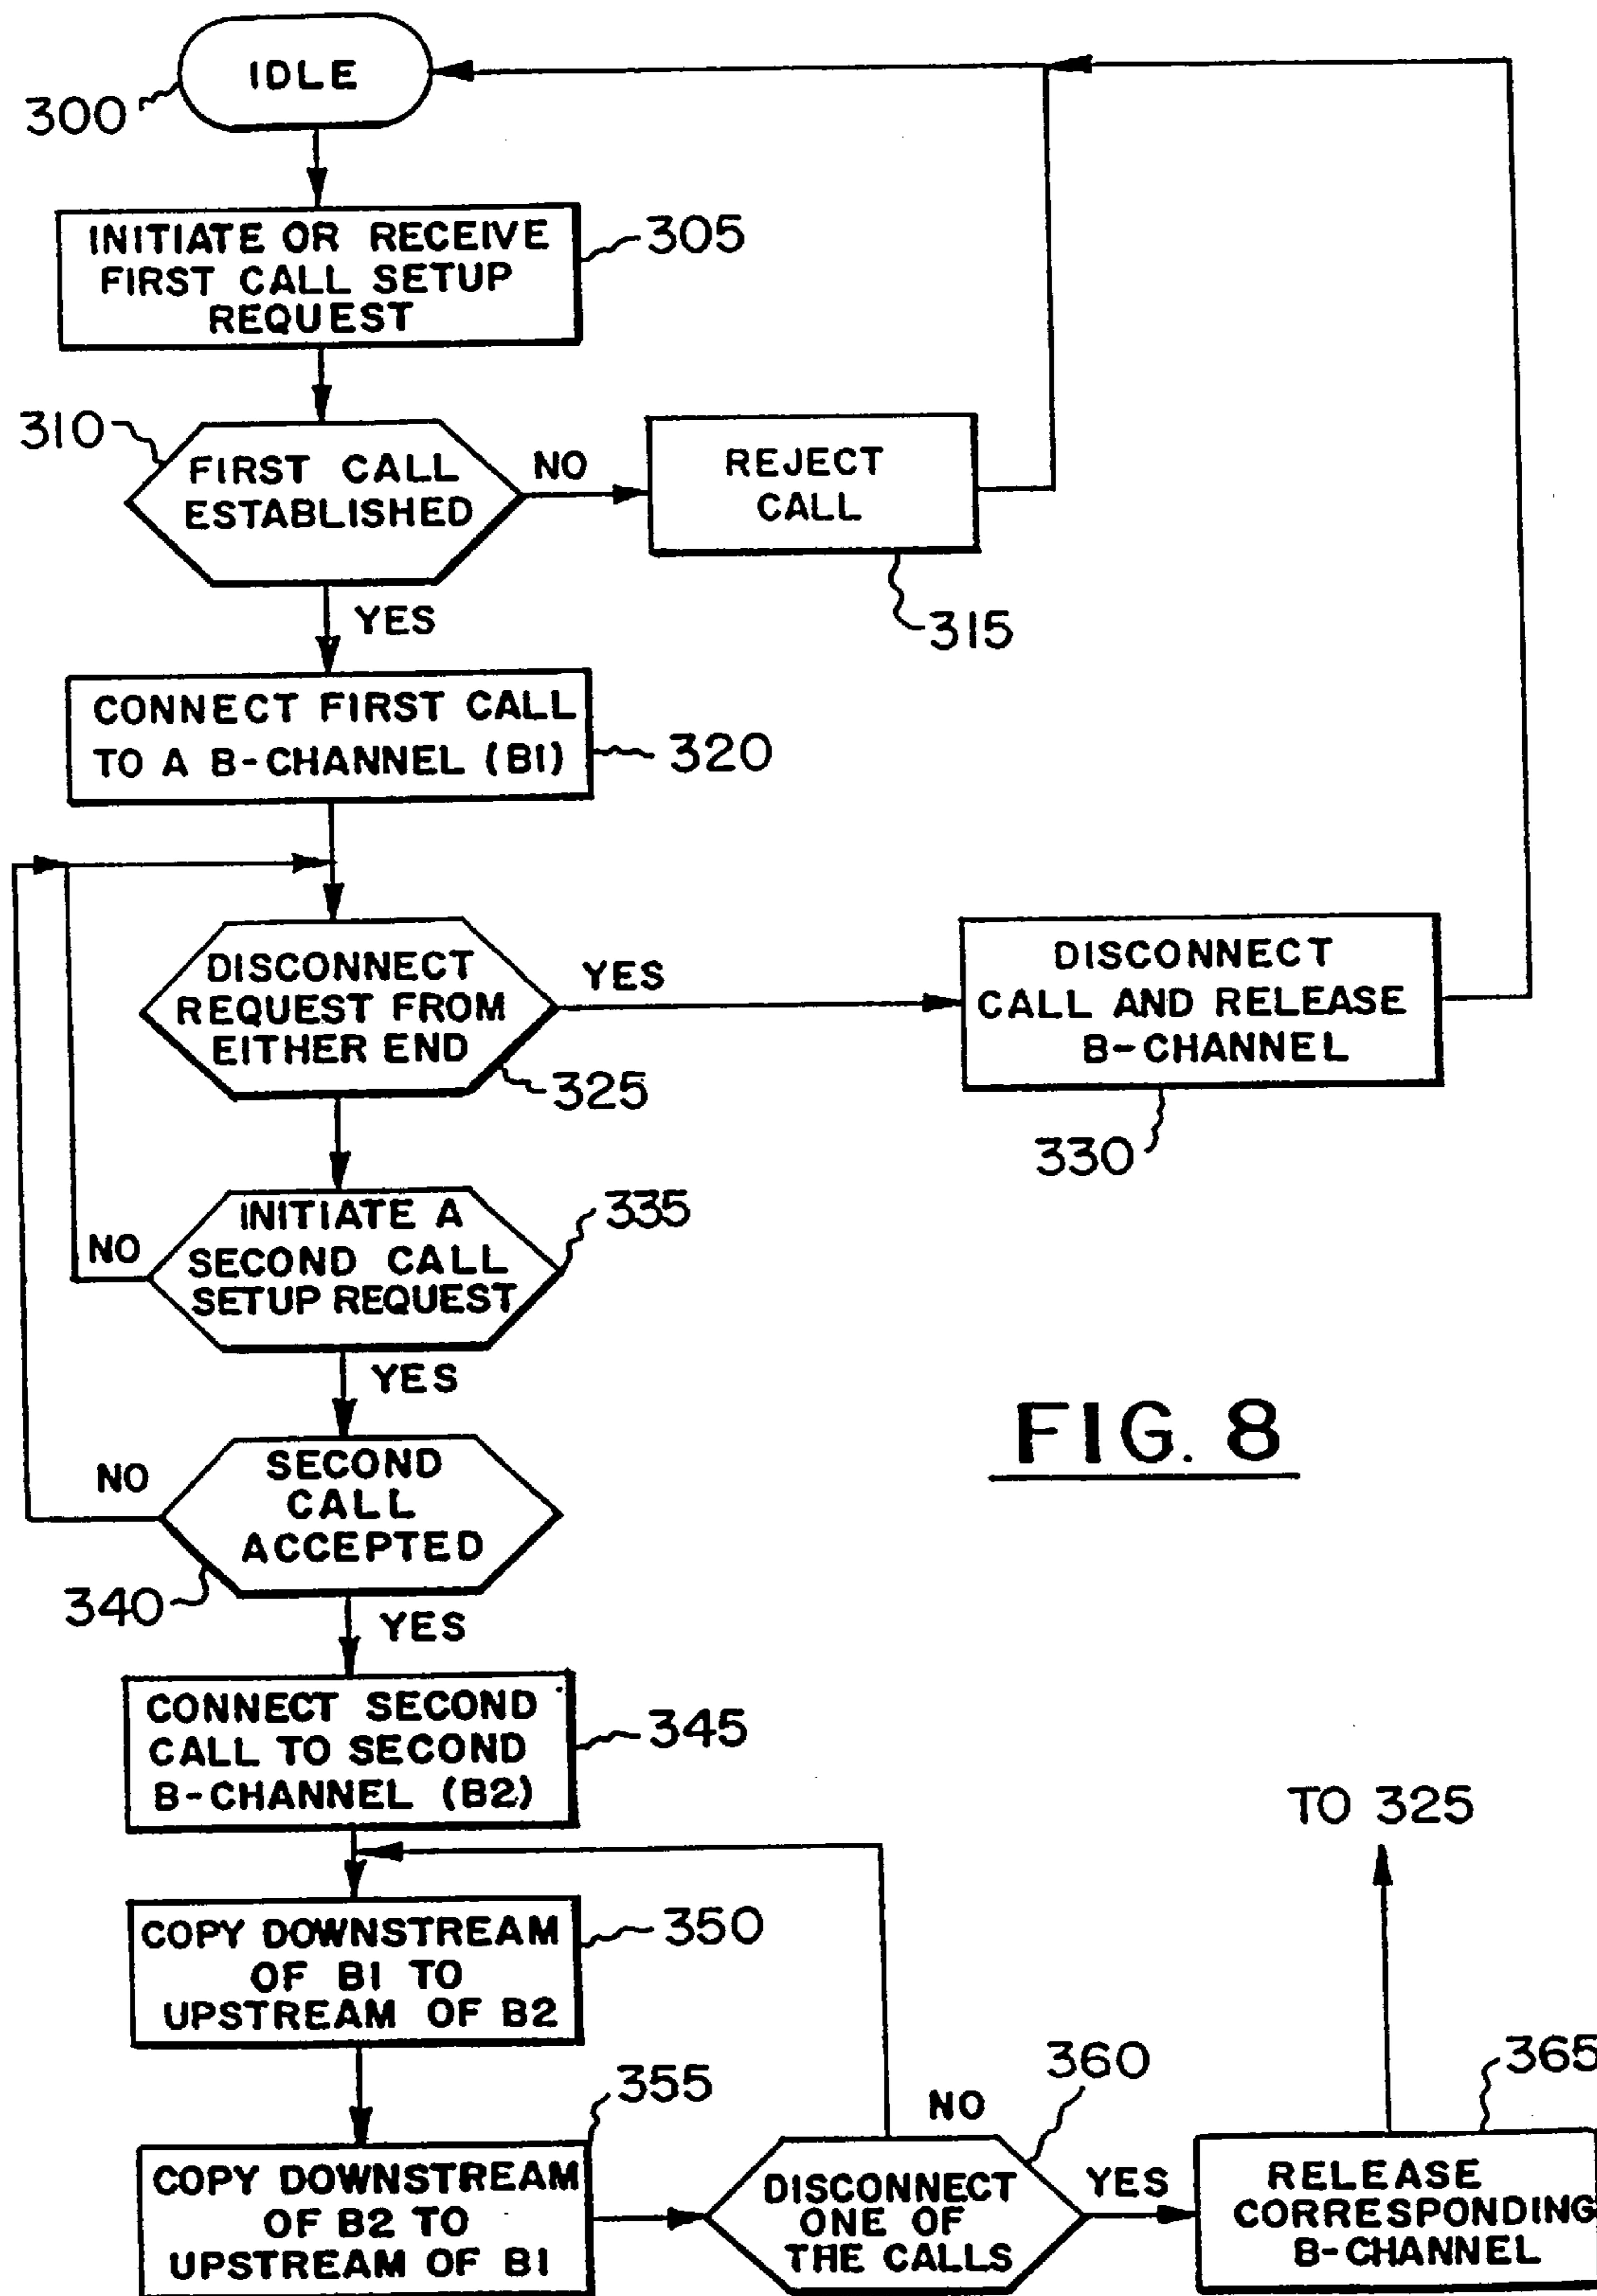 IDLE
300
INITIATE OR RECEIVE
FIRST CALL SETUP
REQUEST
305
310
FIRST CALL
ESTABLISHED
NO
REJECT
CALL
315
YES
CONNECT FIRST CALL
TO A B-CHANNEL (B1)
320
DISCONNECT
REQUEST FROM
EITHER END
325
YES
DISCONNECT
CALL AND RELEASE
B-CHANNEL
330
INITIATE A
SECOND CALL
SETUP REQUEST
335
NO
YES
SECOND
CALL
ACCEPTED
NO
340
YES
FIG. 8
CONNECT SECOND
CALL TO SECOND
B-CHANNEL (B2)
345
TO 325
COPY DOWNSTREAM
OF B1 TO
UPSTREAM OF B2
350
COPY DOWNSTREAM
OF B2 TO
UPSTREAM OF B1
355
NO
360
DISCONNECT
ONE OF
THE CALLS
YES
365
RELEASE
CORRESPONDING
B-CHANNEL